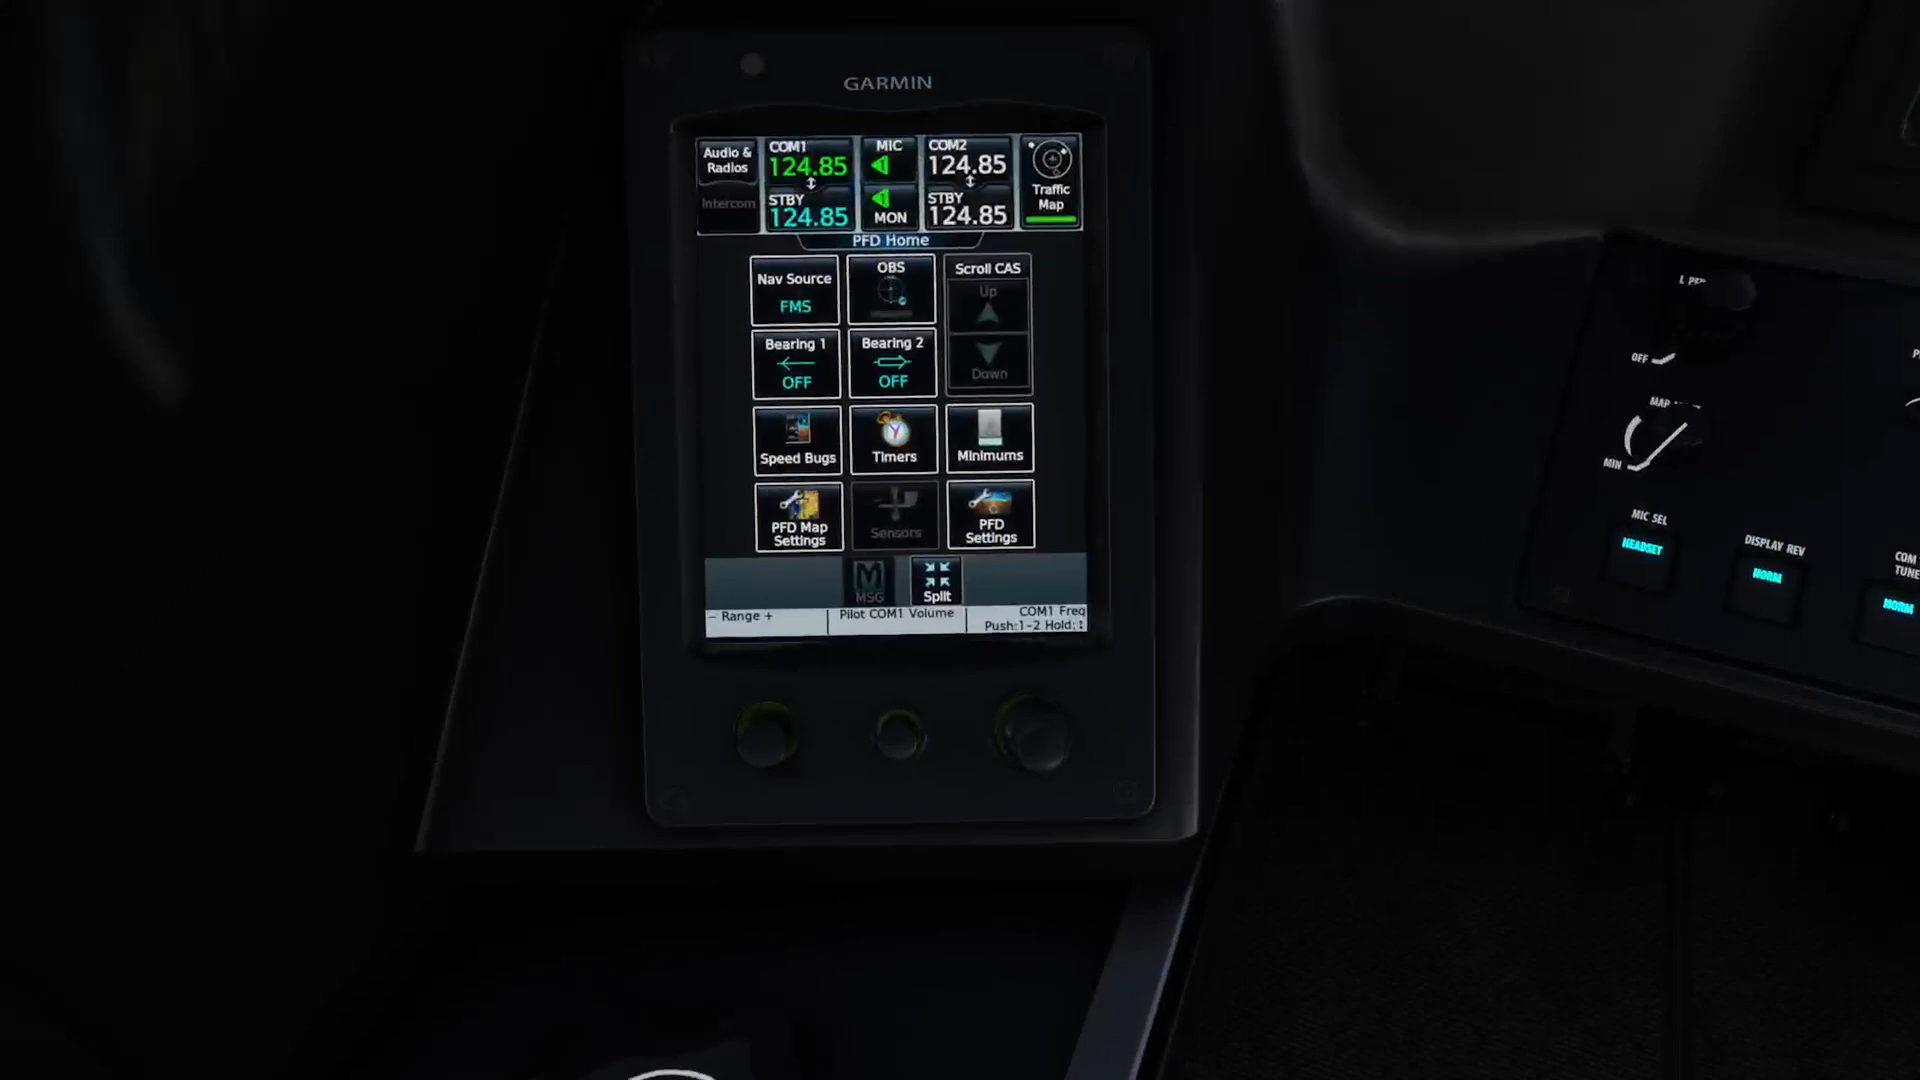 GARMIN
Audio &
Radios
Intercom
COM1
124.85
STBY
124.85
MIC
MON
COM2
124.85
STBY
124.85
Traffic
Map
PFD Home
Nav Source
FMS
OBS
Scroll CAS
Up
Down
Bearing 1
OFF
Bearing 2
OFF
Speed Bugs
Timers
Minimums
PFD Map
Settings
Sensors
PFD
Settings
MSG
Split
- Range +
Pilot COM1 Volume
COM1 Freq
Push:1-2 Hold:↕
OFF
MAP
MIN
MIC SEL
HEADSET
DISPLAY REV
NORM
COM
TUNE
NORM